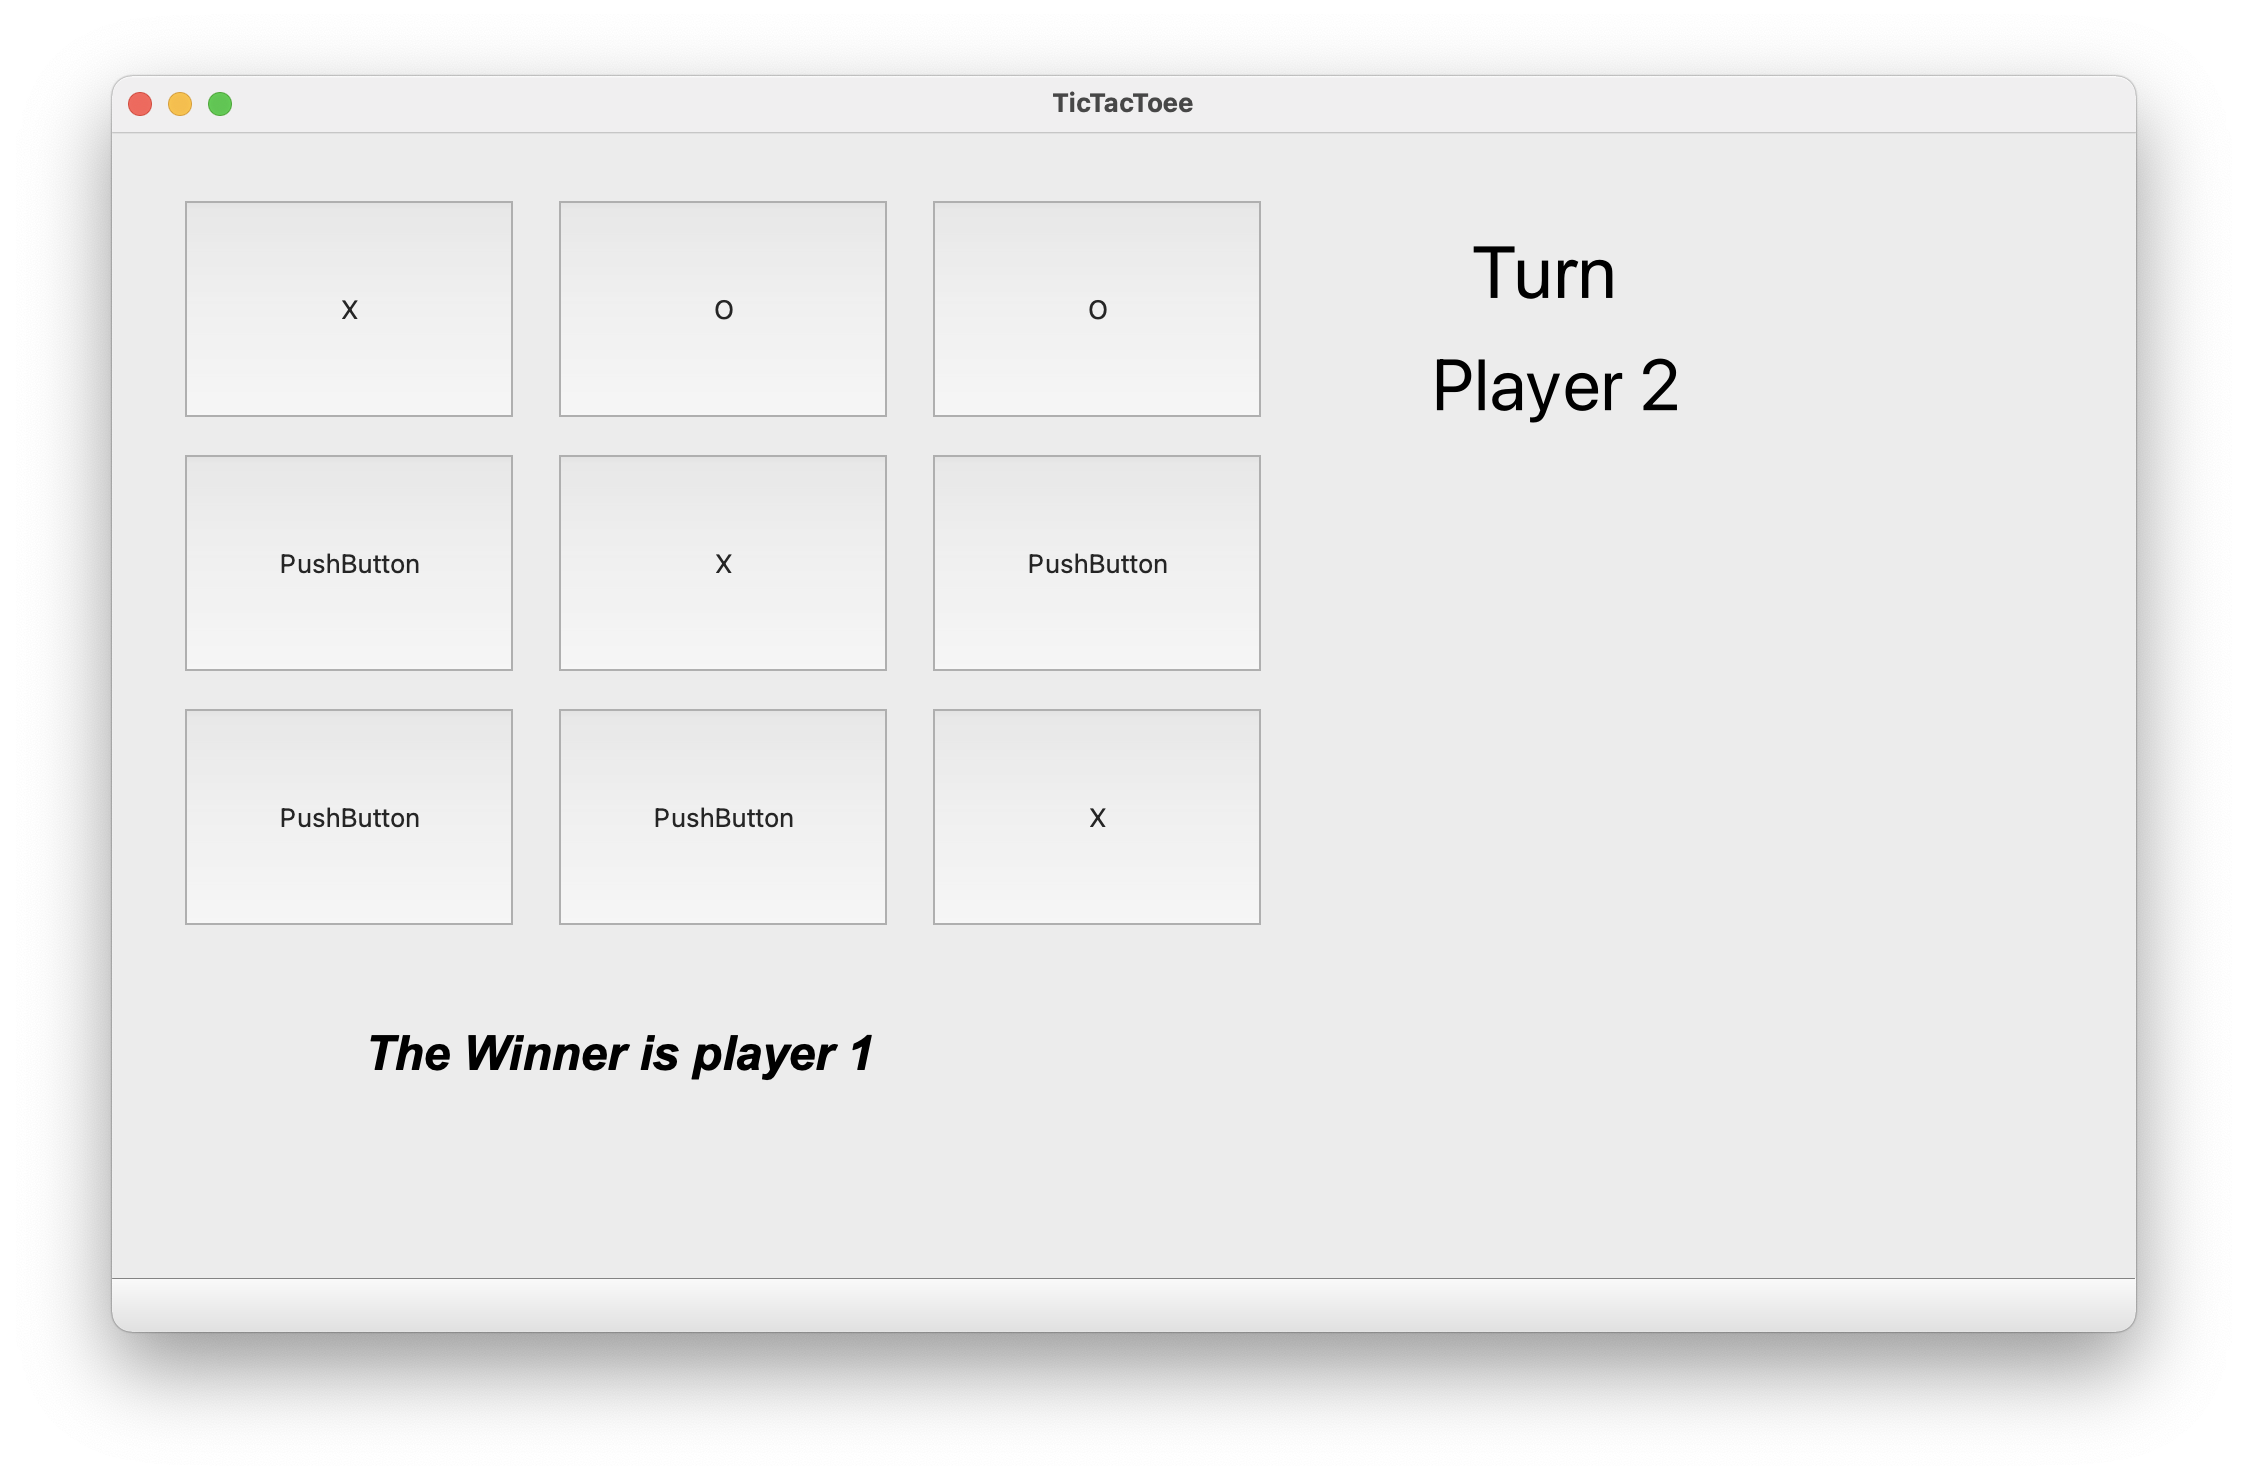 TicTacToee
X O O
Turn
Player 2
PushButton X PushButton
PushButton PushButton X
The Winner is player 1